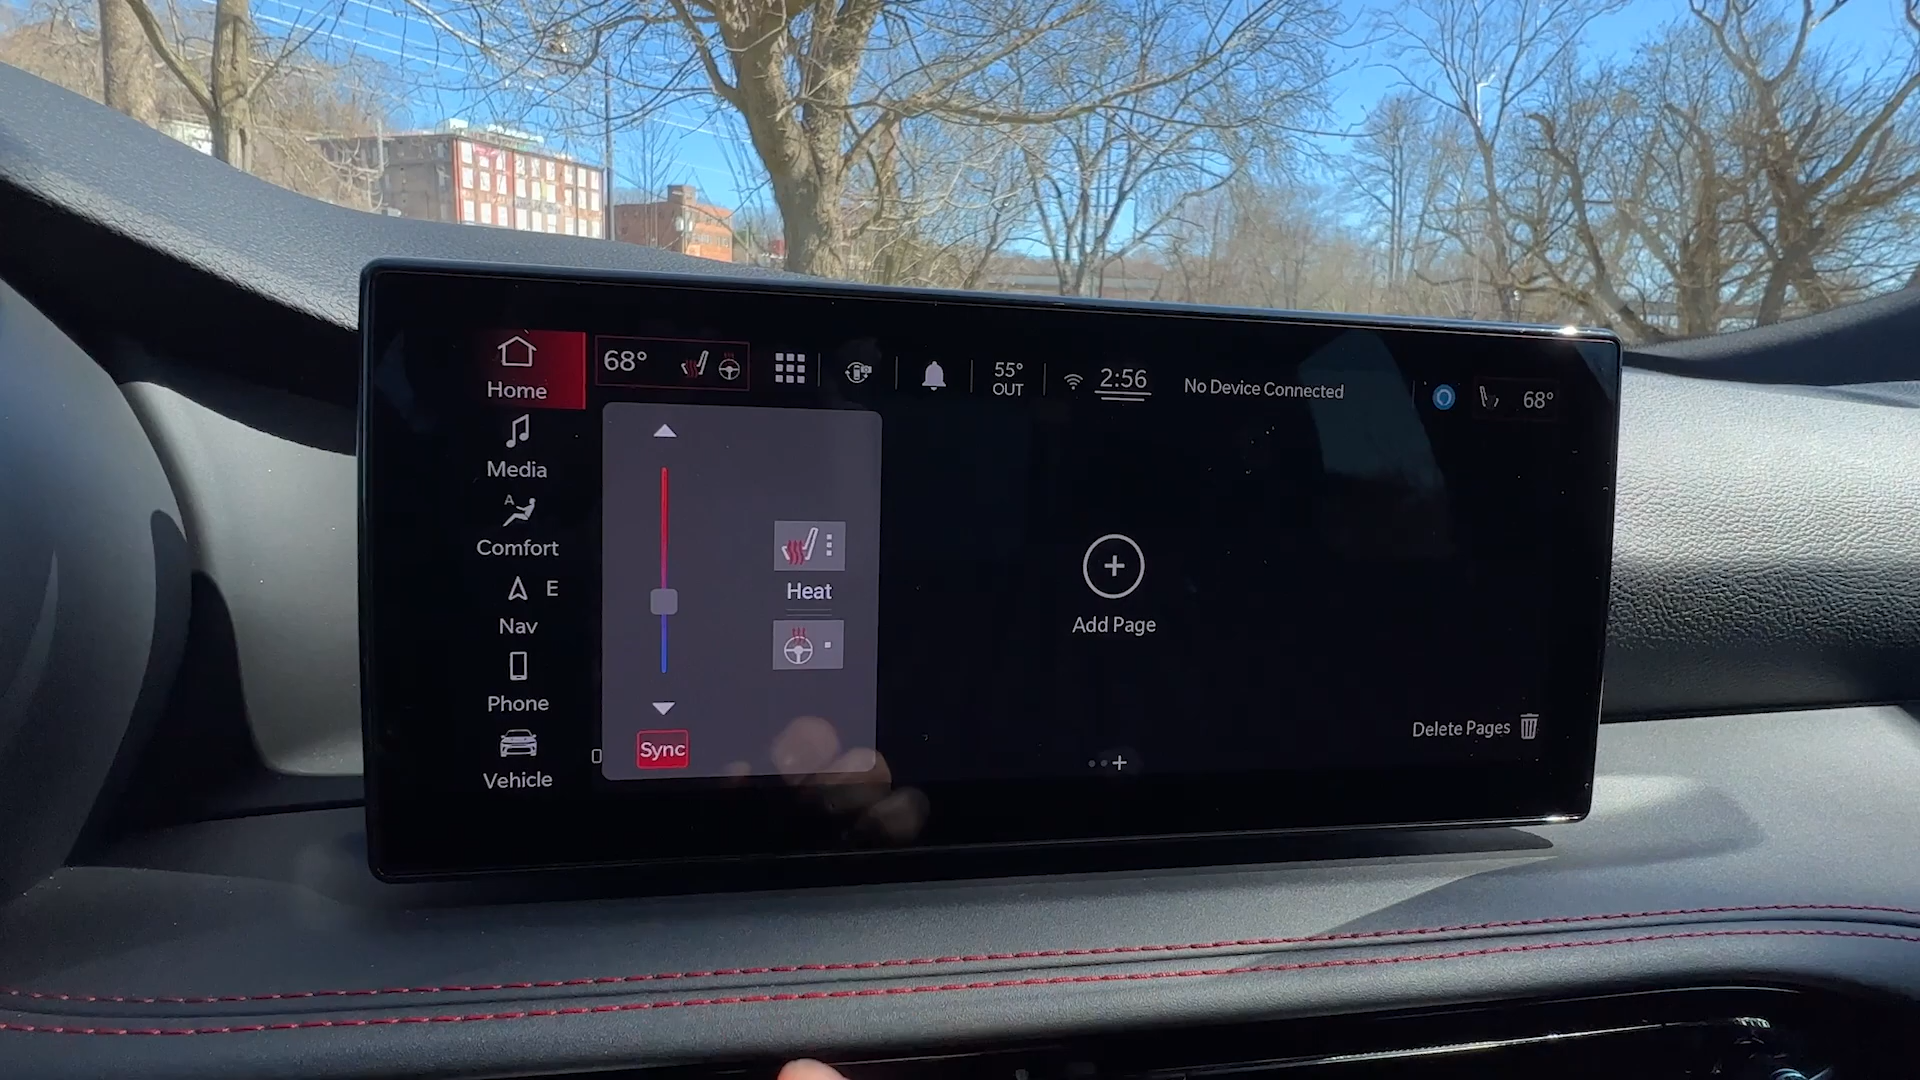 Home
68°
55°
OUT
2:56
No Device Connected
68°
Media
A
Comfort
E
Nav
Phone
Vehicle
0
Heat
Sync
Add Page
Delete Pages